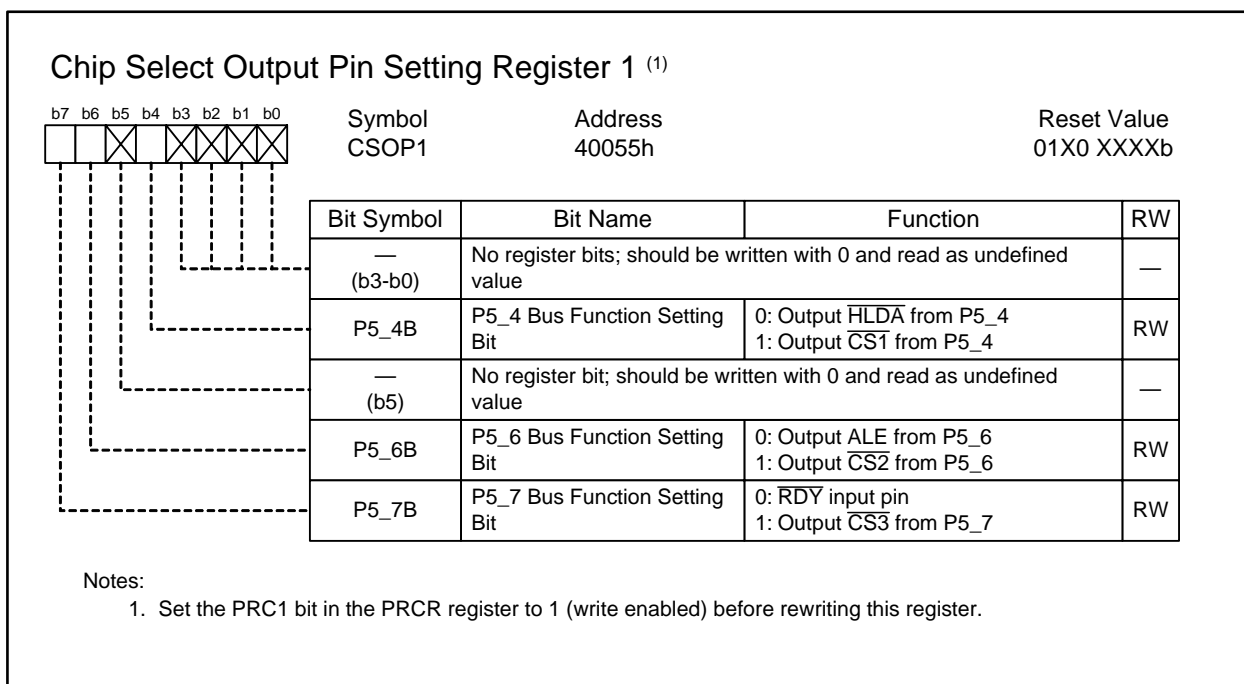 Chip Select Output Pin Setting Register 1 (1)
b7 b6 b5 b4 b3 b2 b1 b0
Symbol Address Reset Value
CSOP1 40055h 01X0 XXXXb
Bit Symbol Bit Name Function RW
— (b3-b0) No register bits; should be written with 0 and read as undefined value —
P5_4B P5_4 Bus Function Setting Bit 0: Output H̅L̅D̅A̅ from P5_4 RW
1: Output C̅S̅1̅ from P5_4
— (b5) No register bit; should be written with 0 and read as undefined value —
P5_6B P5_6 Bus Function Setting Bit 0: Output ALE from P5_6 RW
1: Output C̅S̅2̅ from P5_6
P5_7B P5_7 Bus Function Setting Bit 0: R̅D̅Y̅ input pin RW
1: Output C̅S̅3̅ from P5_7
Notes:
1. Set the PRC1 bit in the PRCR register to 1 (write enabled) before rewriting this register.